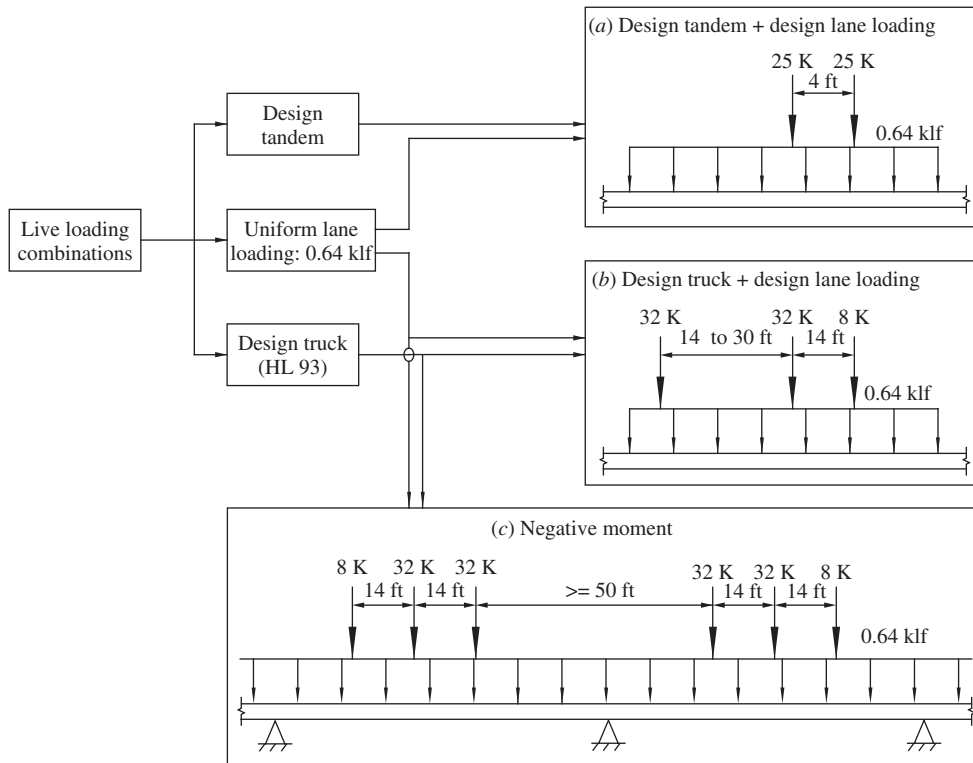 (a) Design tandem + design lane loading
25 K 25 K
4 ft
0.64 klf
Design
tandem
Live loading
combinations
Uniform lane
loading: 0.64 klf
Design truck
(HL 93)
(b) Design truck + design lane loading
32 K 32 K 8 K
14 to 30 ft 14 ft
0.64 klf
(c) Negative moment
8 K 32 K 32 K 32 K 32 K 8 K
14 ft 14 ft >= 50 ft 14 ft 14 ft
0.64 klf